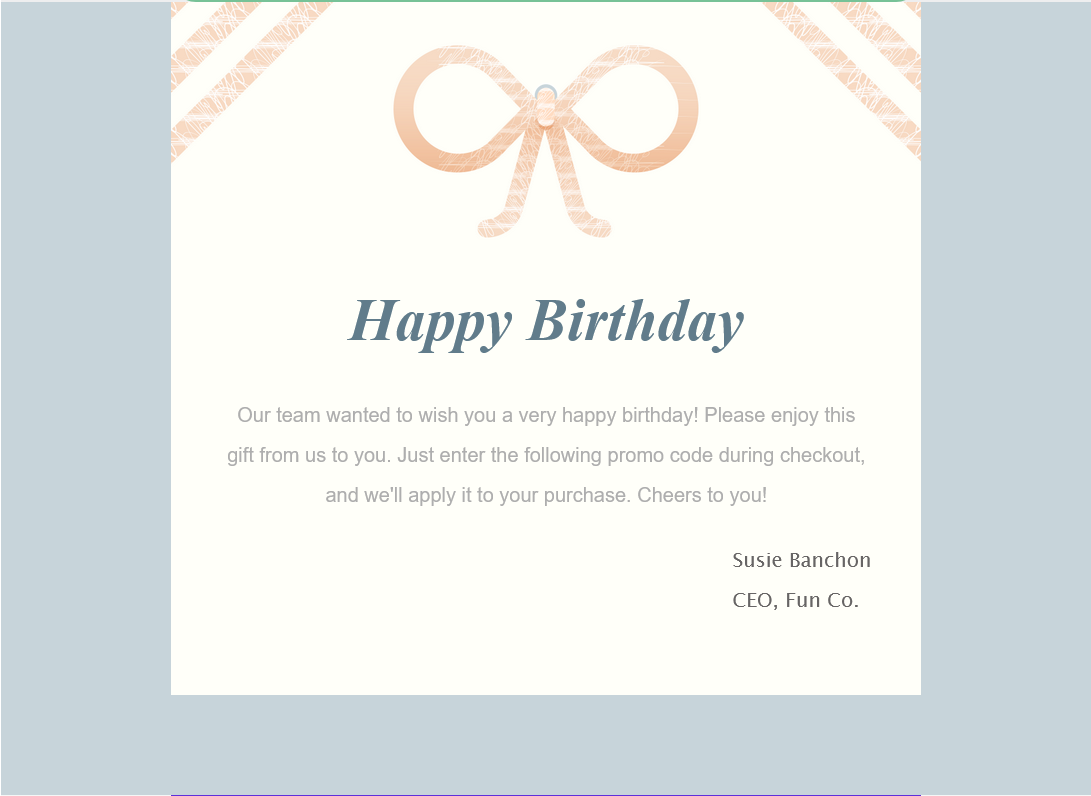 Happy Birthday
Our team wanted to wish you a very happy birthday! Please enjoy this
gift from us to you. Just enter the following promo code during checkout,
and we'll apply it to your purchase. Cheers to you!
Susie Banchon
CEO, Fun Co.